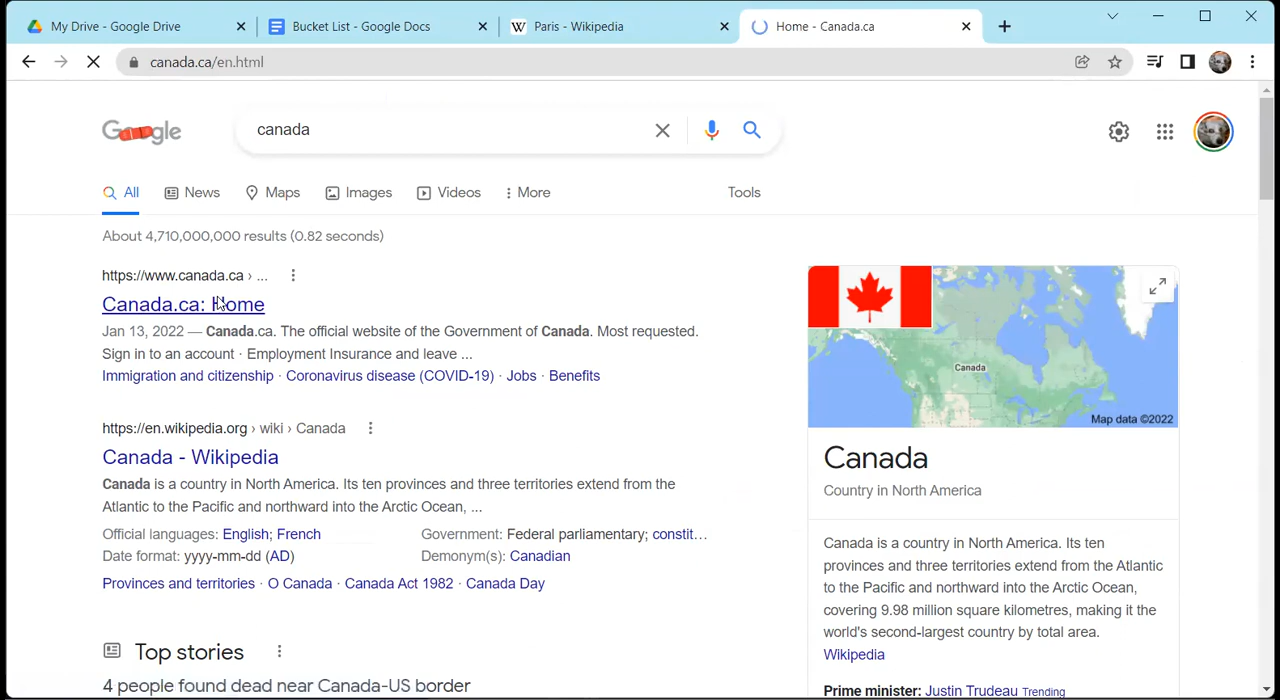 My Drive - Google Drive
Bucket List - Google Docs
Paris - Wikipedia
Home - Canada.ca
canada.ca/en.html
Google
canada
All
News
Maps
Images
Videos
More
Tools
About 4,710,000,000 results (0.82 seconds)
https://www.canada.ca › ...
Canada.ca: Home
Jan 13, 2022 — Canada.ca. The official website of the Government of Canada. Most requested.
Sign in to an account · Employment Insurance and leave ...
Immigration and citizenship · Coronavirus disease (COVID-19) · Jobs · Benefits
https://en.wikipedia.org › wiki › Canada
Canada - Wikipedia
Canada is a country in North America. Its ten provinces and three territories extend from the
Atlantic to the Pacific and northward into the Arctic Ocean, ...
Official languages: English; French
Government: Federal parliamentary; constit...
Date format: yyyy-mm-dd (AD)
Demonym(s): Canadian
Provinces and territories · O Canada · Canada Act 1982 · Canada Day
Top stories
4 people found dead near Canada-US border
Canada
Map data ©2022
Canada
Country in North America
Canada is a country in North America. Its ten
provinces and three territories extend from the Atlantic
to the Pacific and northward into the Arctic Ocean,
covering 9.98 million square kilometres, making it the
world's second-largest country by total area.
Wikipedia
Prime minister: Justin Trudeau Trending